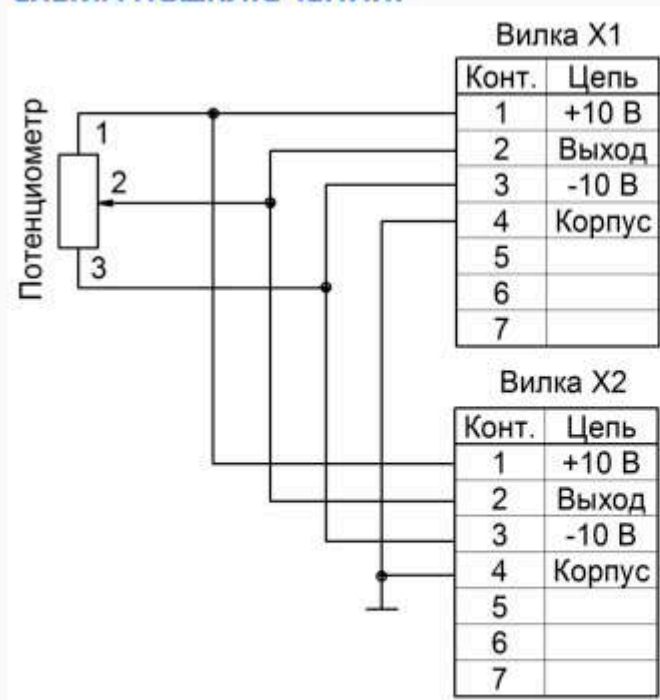 Вилка X1
Конт. Цепь
1 +10 В
2 Выход
3 -10 В
4 Корпус
5
6
7
Потенциометр
1
2
3
Вилка X2
Конт. Цепь
1 +10 В
2 Выход
3 -10 В
4 Корпус
5
6
7